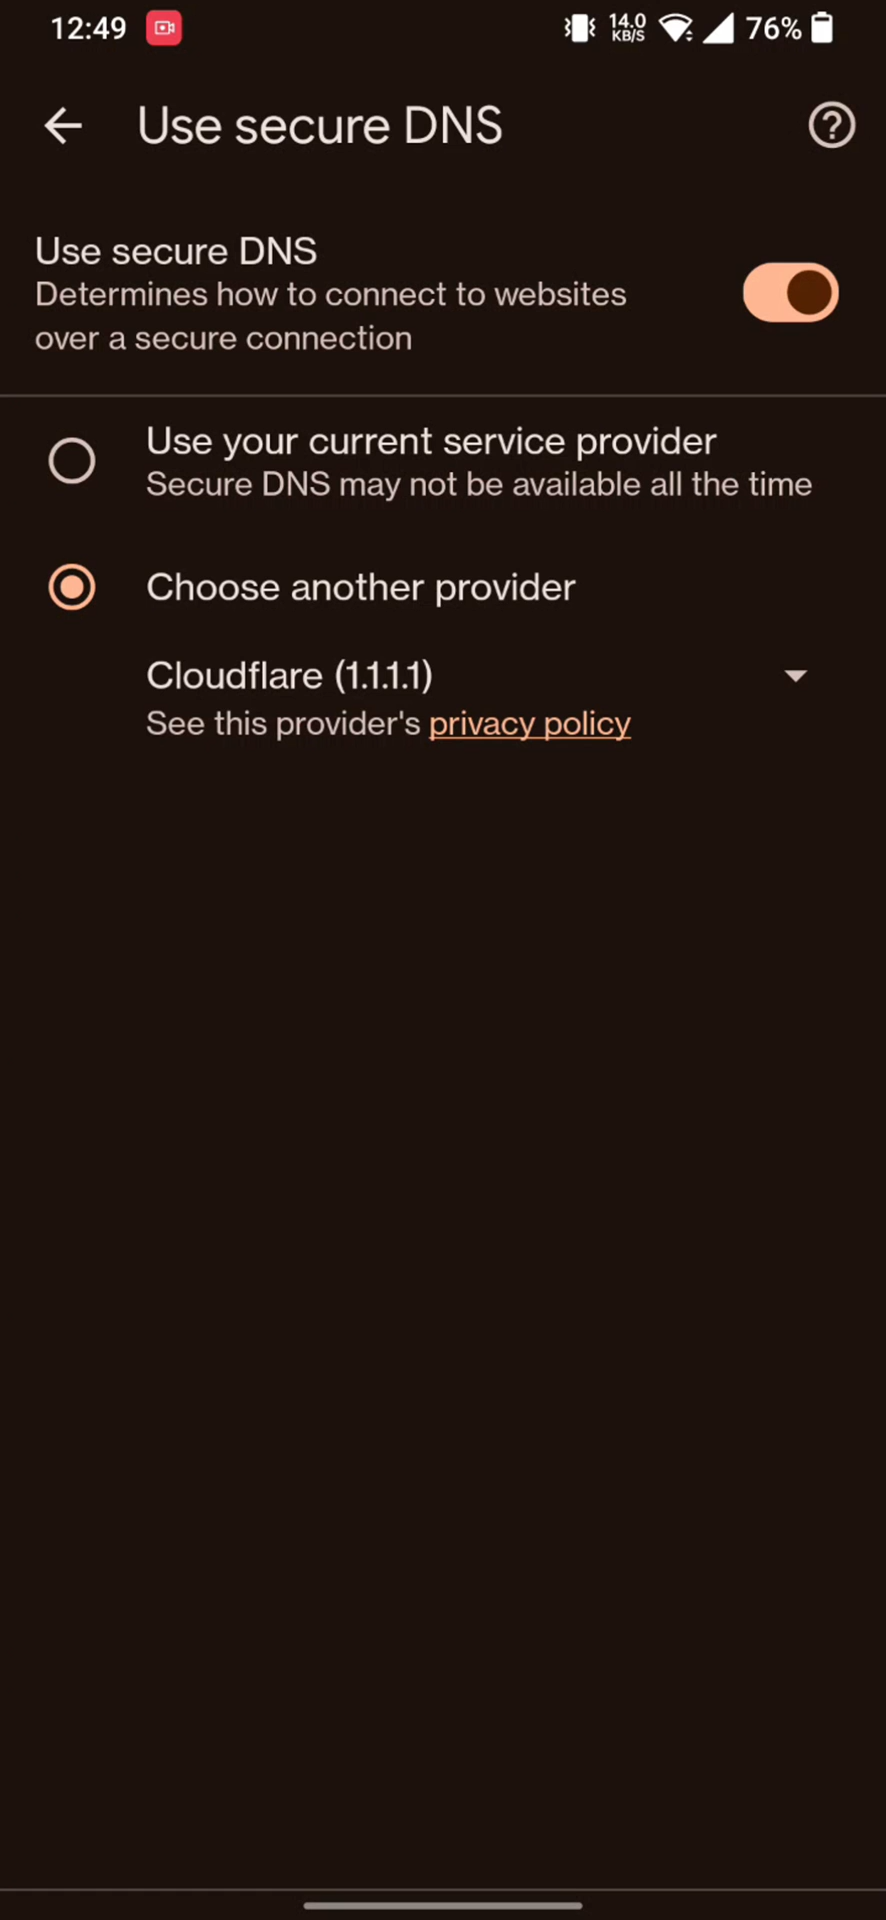 12:49 14.0 KB/S 76%
Use secure DNS
Use secure DNS
Determines how to connect to websites
over a secure connection
Use your current service provider
Secure DNS may not be available all the time
Choose another provider
Cloudflare (1.1.1.1)
See this provider's privacy policy